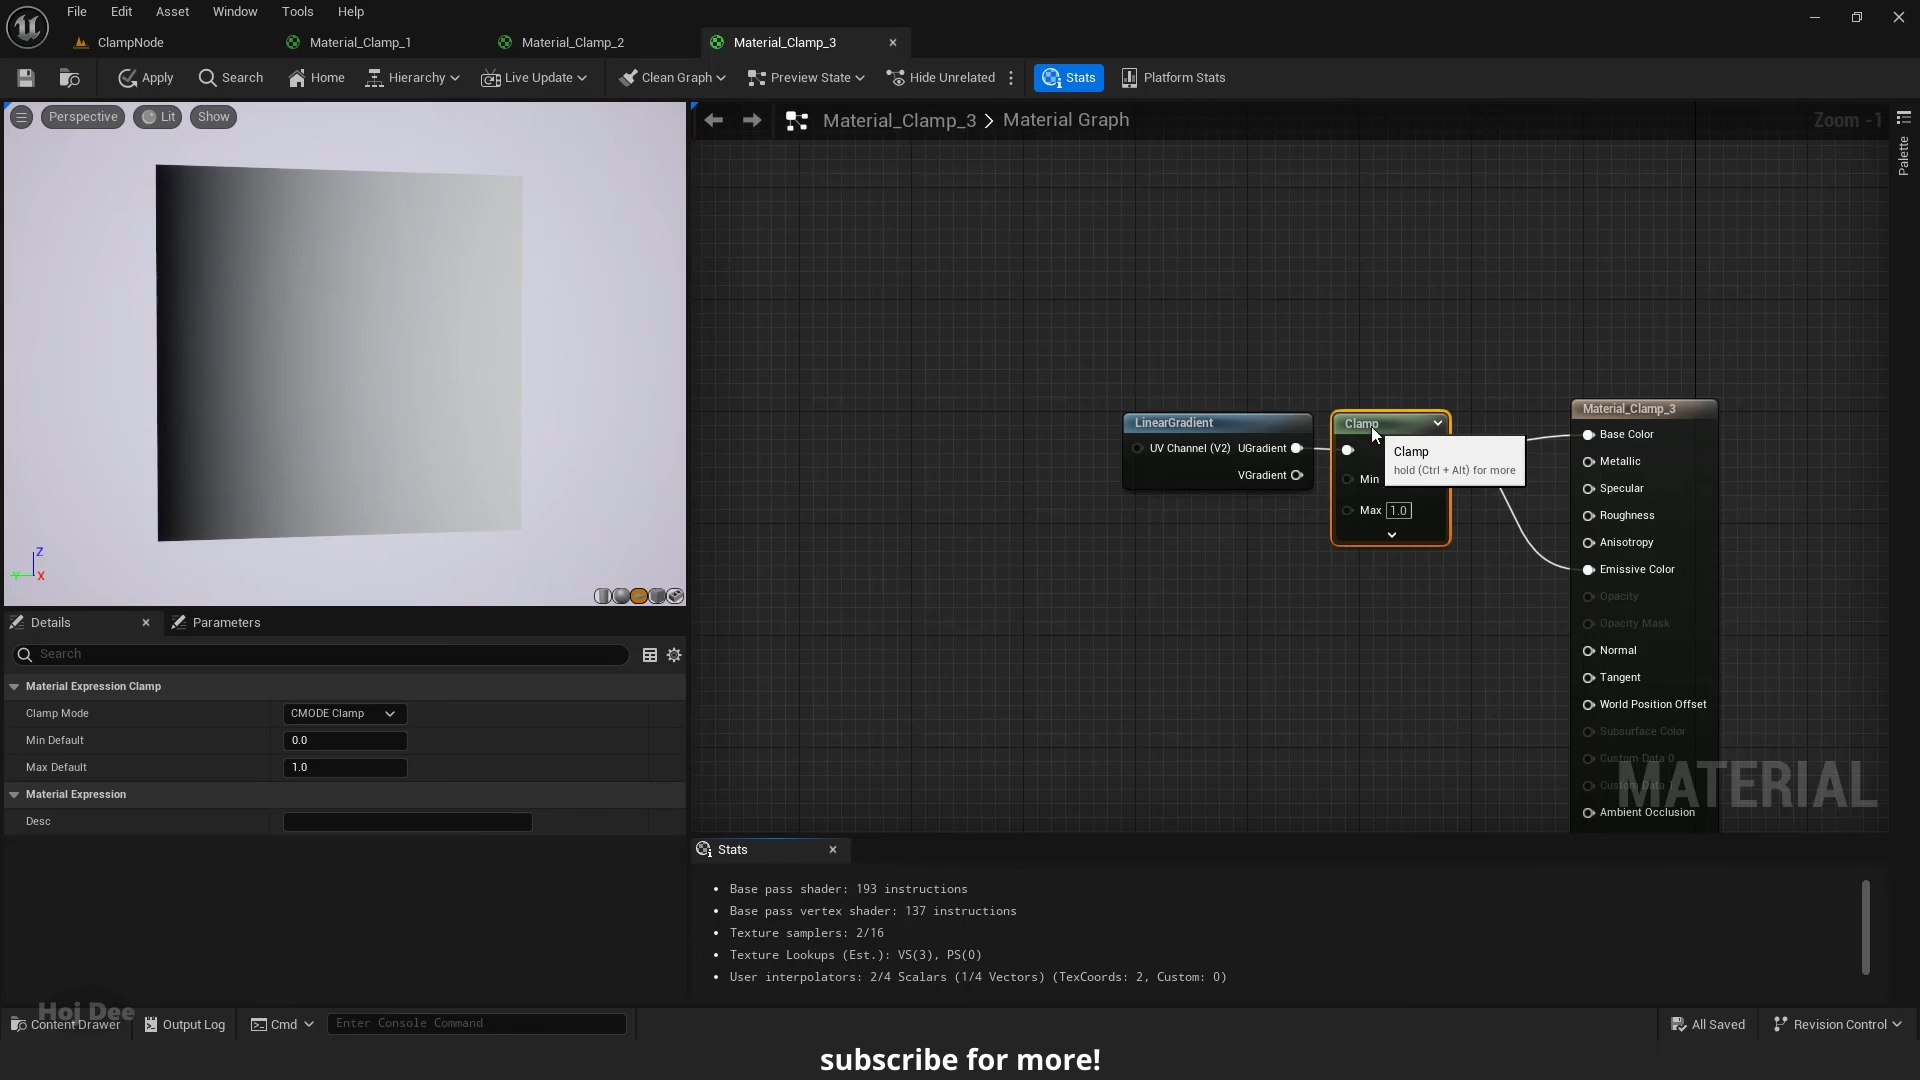 File Edit Asset Window Tools Help
ClampNode Material_Clamp_1 Material_Clamp_2 Material_Clamp_3
Apply Search Home Hierarchy Live Update Clean Graph Preview State Hide Unrelated Stats Platform Stats
Perspective Lit Show
Material_Clamp_3 > Material Graph
Zoom -1
Palette
LinearGradient
UV Channel (V2) UGradient
VGradient
Clamp
Min
Max 1.0
Clamp
hold (Ctrl + Alt) for more
Material_Clamp_3
Base Color
Metallic
Specular
Roughness
Anisotropy
Emissive Color
Opacity
Opacity Mask
Normal
Tangent
World Position Offset
Subsurface Color
Custom Data 0
Custom Data 1
Ambient Occlusion
MATERIAL
Z
Y X
Details Parameters
Search
Material Expression Clamp
Clamp Mode CMODE Clamp
Min Default 0.0
Max Default 1.0
Material Expression
Desc
Stats
• Base pass shader: 193 instructions
• Base pass vertex shader: 137 instructions
• Texture samplers: 2/16
• Texture Lookups (Est.): VS(3), PS(0)
• User interpolators: 2/4 Scalars (1/4 Vectors) (TexCoords: 2, Custom: 0)
Hoj Dee
Content Drawer Output Log Cmd Enter Console Command All Saved Revision Control
subscribe for more!